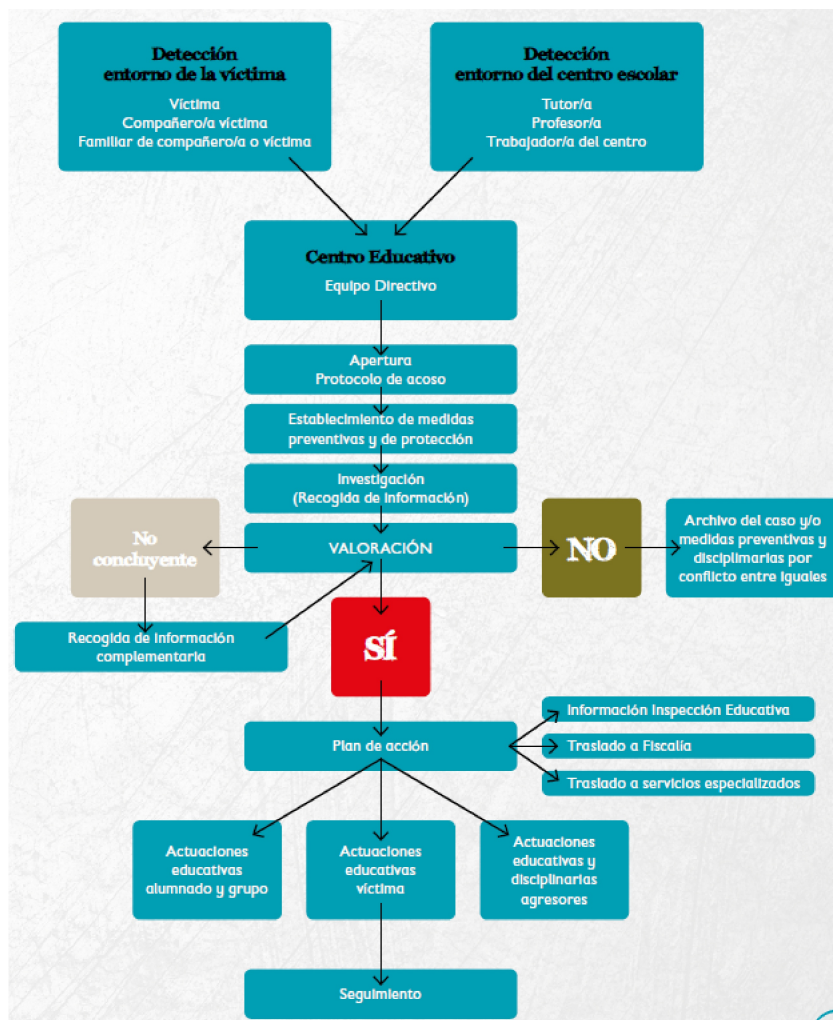 Detección
entorno de la víctima
Víctima
Compañero/a víctima
Familiar de compañero/a o víctima
Detección
entorno del centro escolar
Tutor/a
Profesor/a
Trabajador/a del centro
Centro Educativo
Equipo Directivo
Apertura
Protocolo de acoso
Establecimiento de medidas
preventivas y de protección
Investigación
(Recogida de información)
No
concluyente
VALORACIÓN
NO
Archivo del caso y/o
medidas preventivas y
disciplimarias por
conflicto entre iguales
Recogida de información
complementaria
SÍ
Plan de acción
Información Inspección Educativa
Traslado a Fiscalía
Traslado a servicios especializados
Actuaciones
educativas
alumnado y grupo
Actuaciones
educativas
víctima
Actuaciones
educativas y
disciplinarias
agresores
Seguimiento